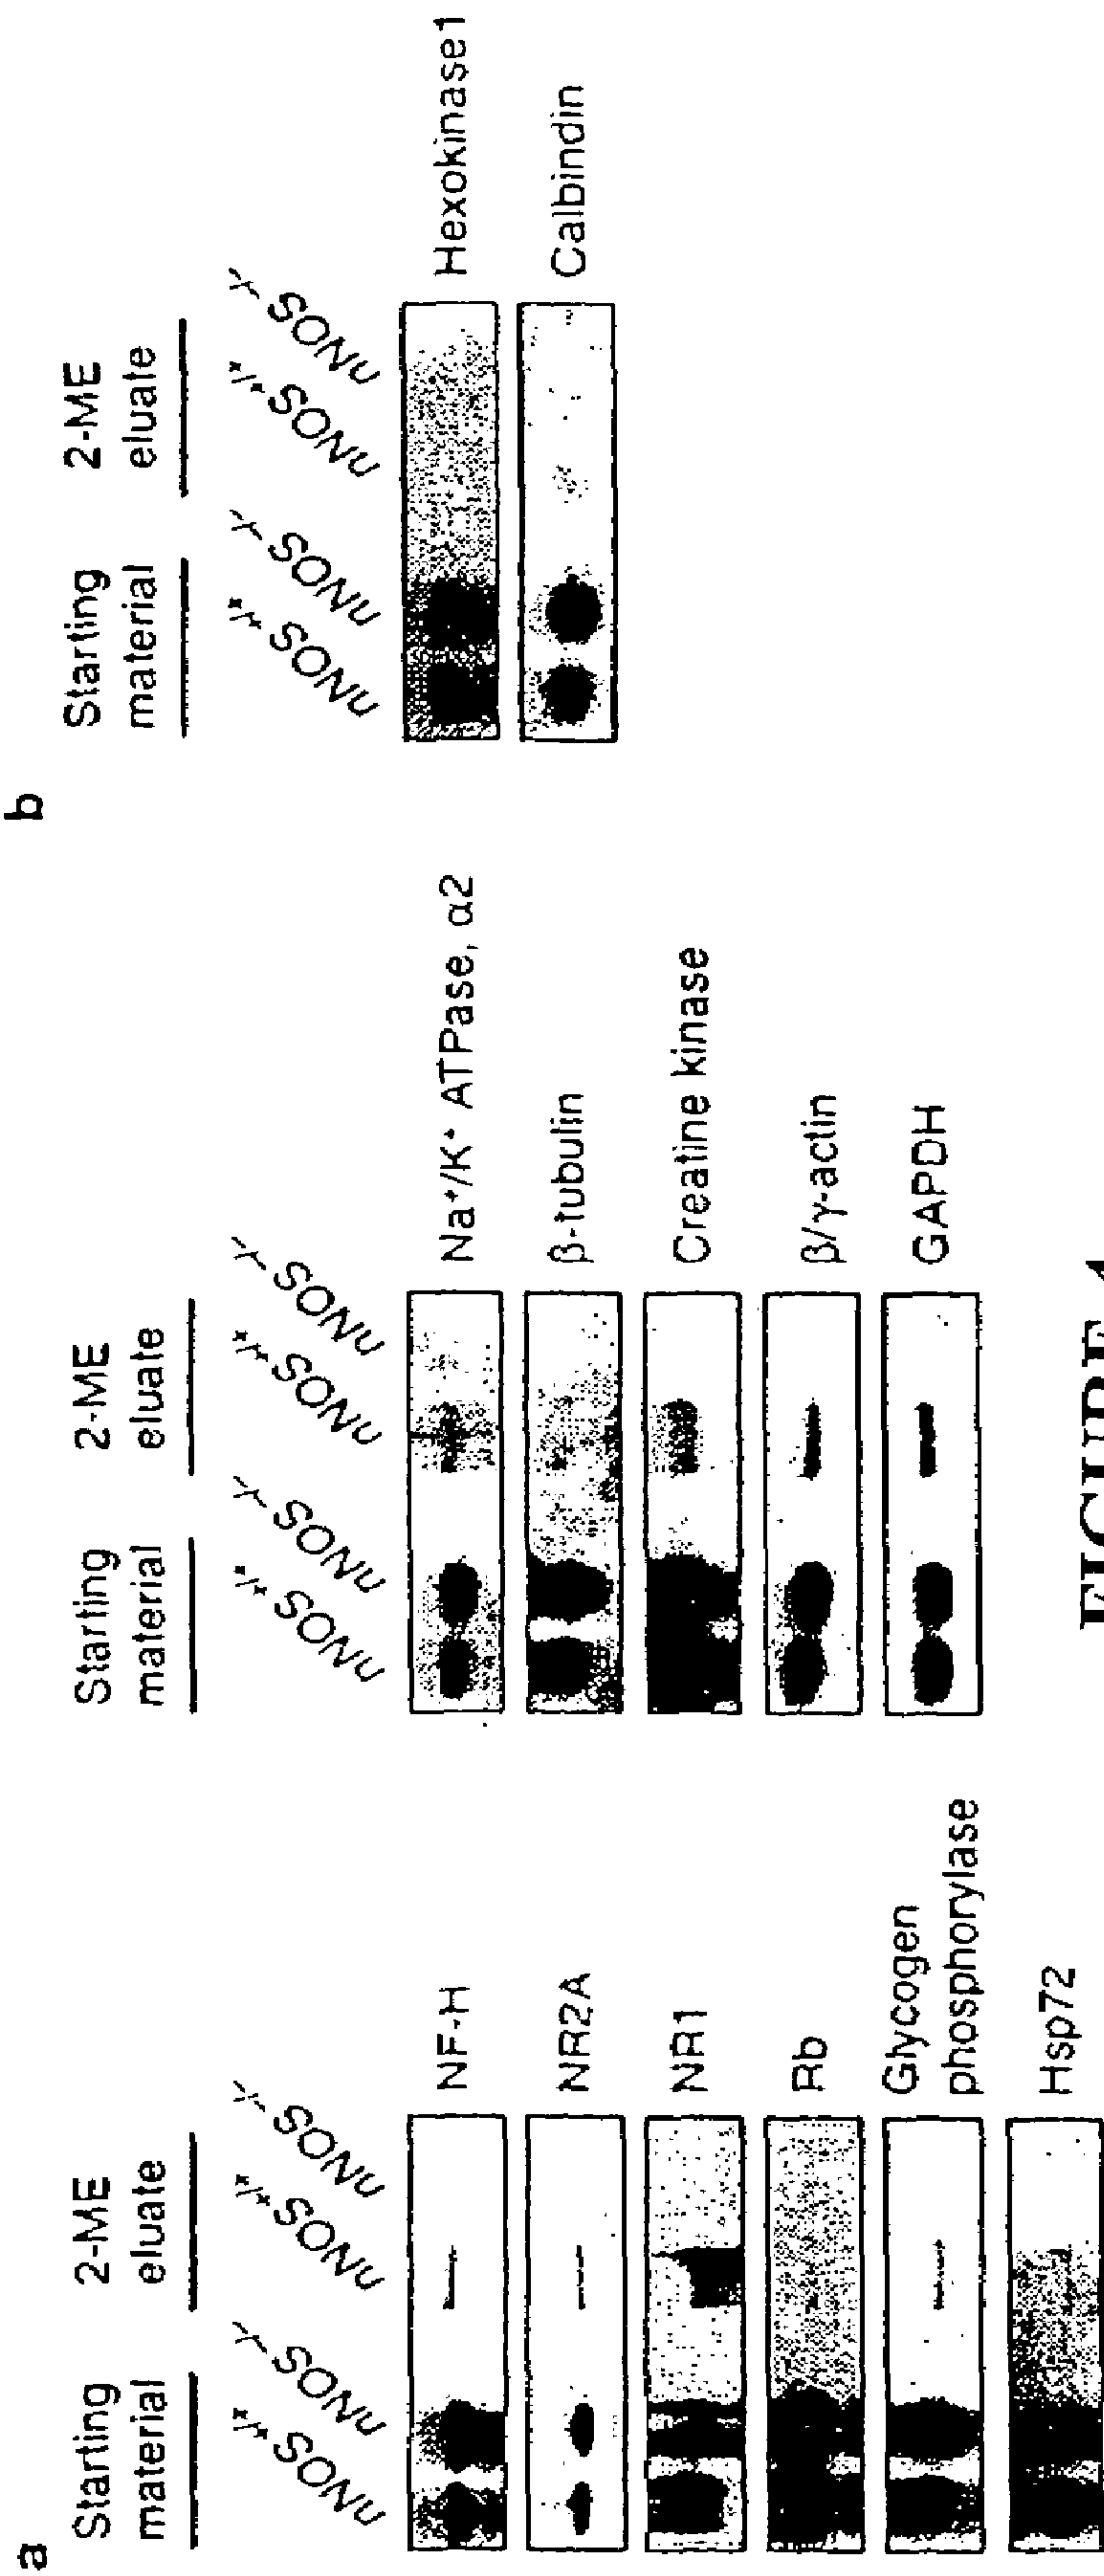 a
Starting
material
2-ME
eluate
nNOS +/+
nNOS -/-
nNOS +/+
nNOS -/-
NF-H
NR2A
NR1
Rb
Glycogen
phosphorylase
Hsp72
Starting
material
2-ME
eluate
nNOS +/+
nNOS -/-
nNOS +/+
nNOS -/-
Na+/K+ ATPase, α2
β-tubulin
Creatine kinase
β/γ-actin
GAPDH
b
Starting
material
2-ME
eluate
nNOS +/+
nNOS -/-
nNOS +/+
nNOS -/-
Hexokinase1
Calbindin